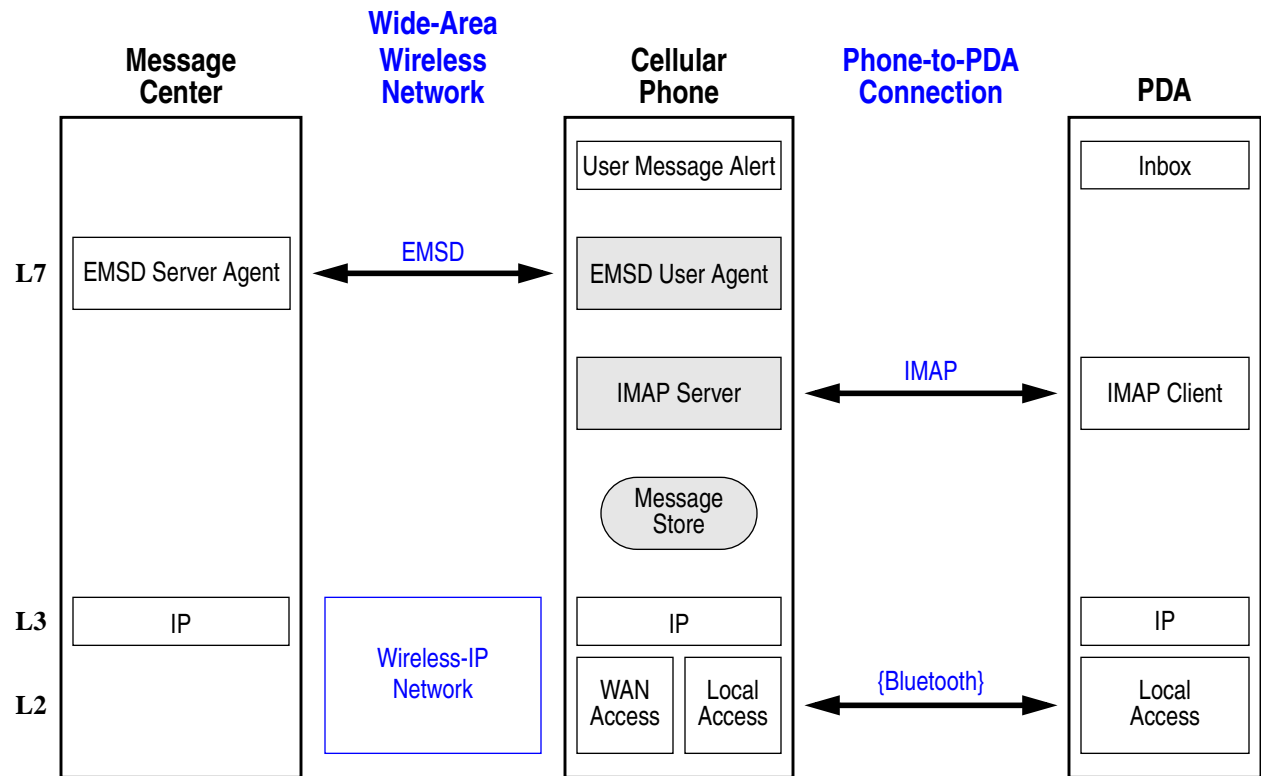 Message
Center
Wide-Area
Wireless
Network
Cellular
Phone
Phone-to-PDA
Connection
PDA
User Message Alert
Inbox
L7
EMSD Server Agent
EMSD
EMSD User Agent
IMAP Server
IMAP
IMAP Client
Message
Store
L3
IP
Wireless-IP
Network
IP
IP
L2
WAN
Access
Local
Access
{Bluetooth}
Local
Access